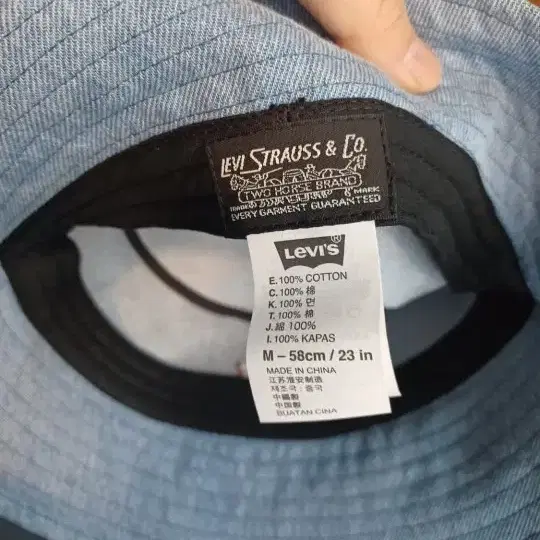 LEVI STRAUSS & CO.
TWO HORSE BRAND
TRADE MARK
EVERY GARMENT GUARANTEED
LEVI'S®
E. 100% COTTON
C. 100% 棉
K. 100% 면
T. 100% 棉
J. 綿 100%
I. 100% KAPAS
M – 58cm / 23 in
MADE IN CHINA
江苏淮安制造
제조국 : 중국
中國製
中国製
BUATAN CINA